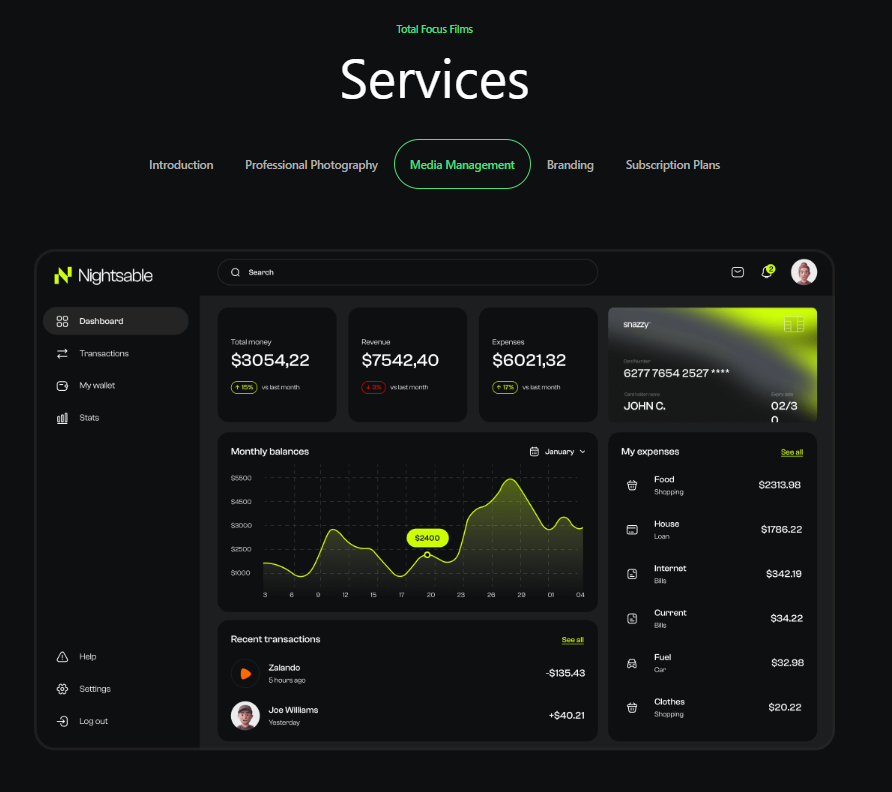 Total Focus Films
Services
Introduction
Professional Photography
Media Management
Branding
Subscription Plans
Nightsable
Search
2
Dashboard
Transactions
My wallet
Stats
Help
Settings
Log out
Total money
$3054,22
↑ 15% vs last month
Revenue
$7542,40
↓ 3% vs last month
Expenses
$6021,32
↑ 17% vs last month
snazzy
Card Number
6277 7654 2527 ****
Card holder name
JOHN C.
Expiry date
02/3
0
Monthly balances
January
$5500
$4500
$3000
$2500
$1000
$2400
3 6 9 12 15 17 20 23 26 29 01 04
My expenses
See all
Food
Shopping
$2313.98
House
Loan
$1786.22
Internet
Bills
$342.19
Current
Bills
$34.22
Fuel
Car
$32.98
Clothes
Shopping
$20.22
Recent transactions
See all
Zalando
5 hours ago
-$135.43
Joe Williams
Yesterday
+$40.21